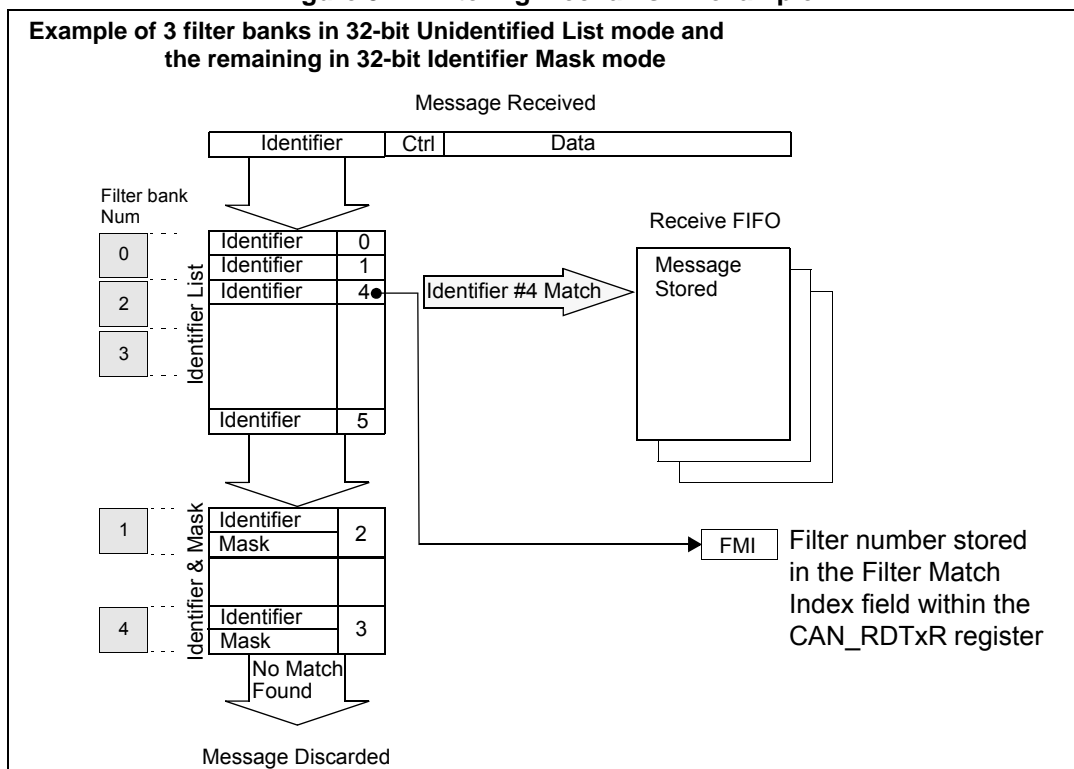 Example of 3 filter banks in 32-bit Unidentified List mode and
the remaining in 32-bit Identifier Mask mode
Message Received
Identifier Ctrl Data
Filter bank
Num
0
2
3
Identifier List
Identifier 0
Identifier 1
Identifier 4
Identifier 5
Identifier #4 Match
Receive FIFO
Message
Stored
1
4
Identifier & Mask
Identifier
Mask
2
Identifier
Mask
3
No Match
Found
Message Discarded
FMI
Filter number stored
in the Filter Match
Index field within the
CAN_RDTxR register